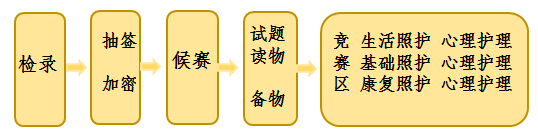 检录
抽签
加密
候赛
试题
读物
备物
竞 生活照护 心理护理
赛 基础照护 心理护理
区 康复照护 心理护理